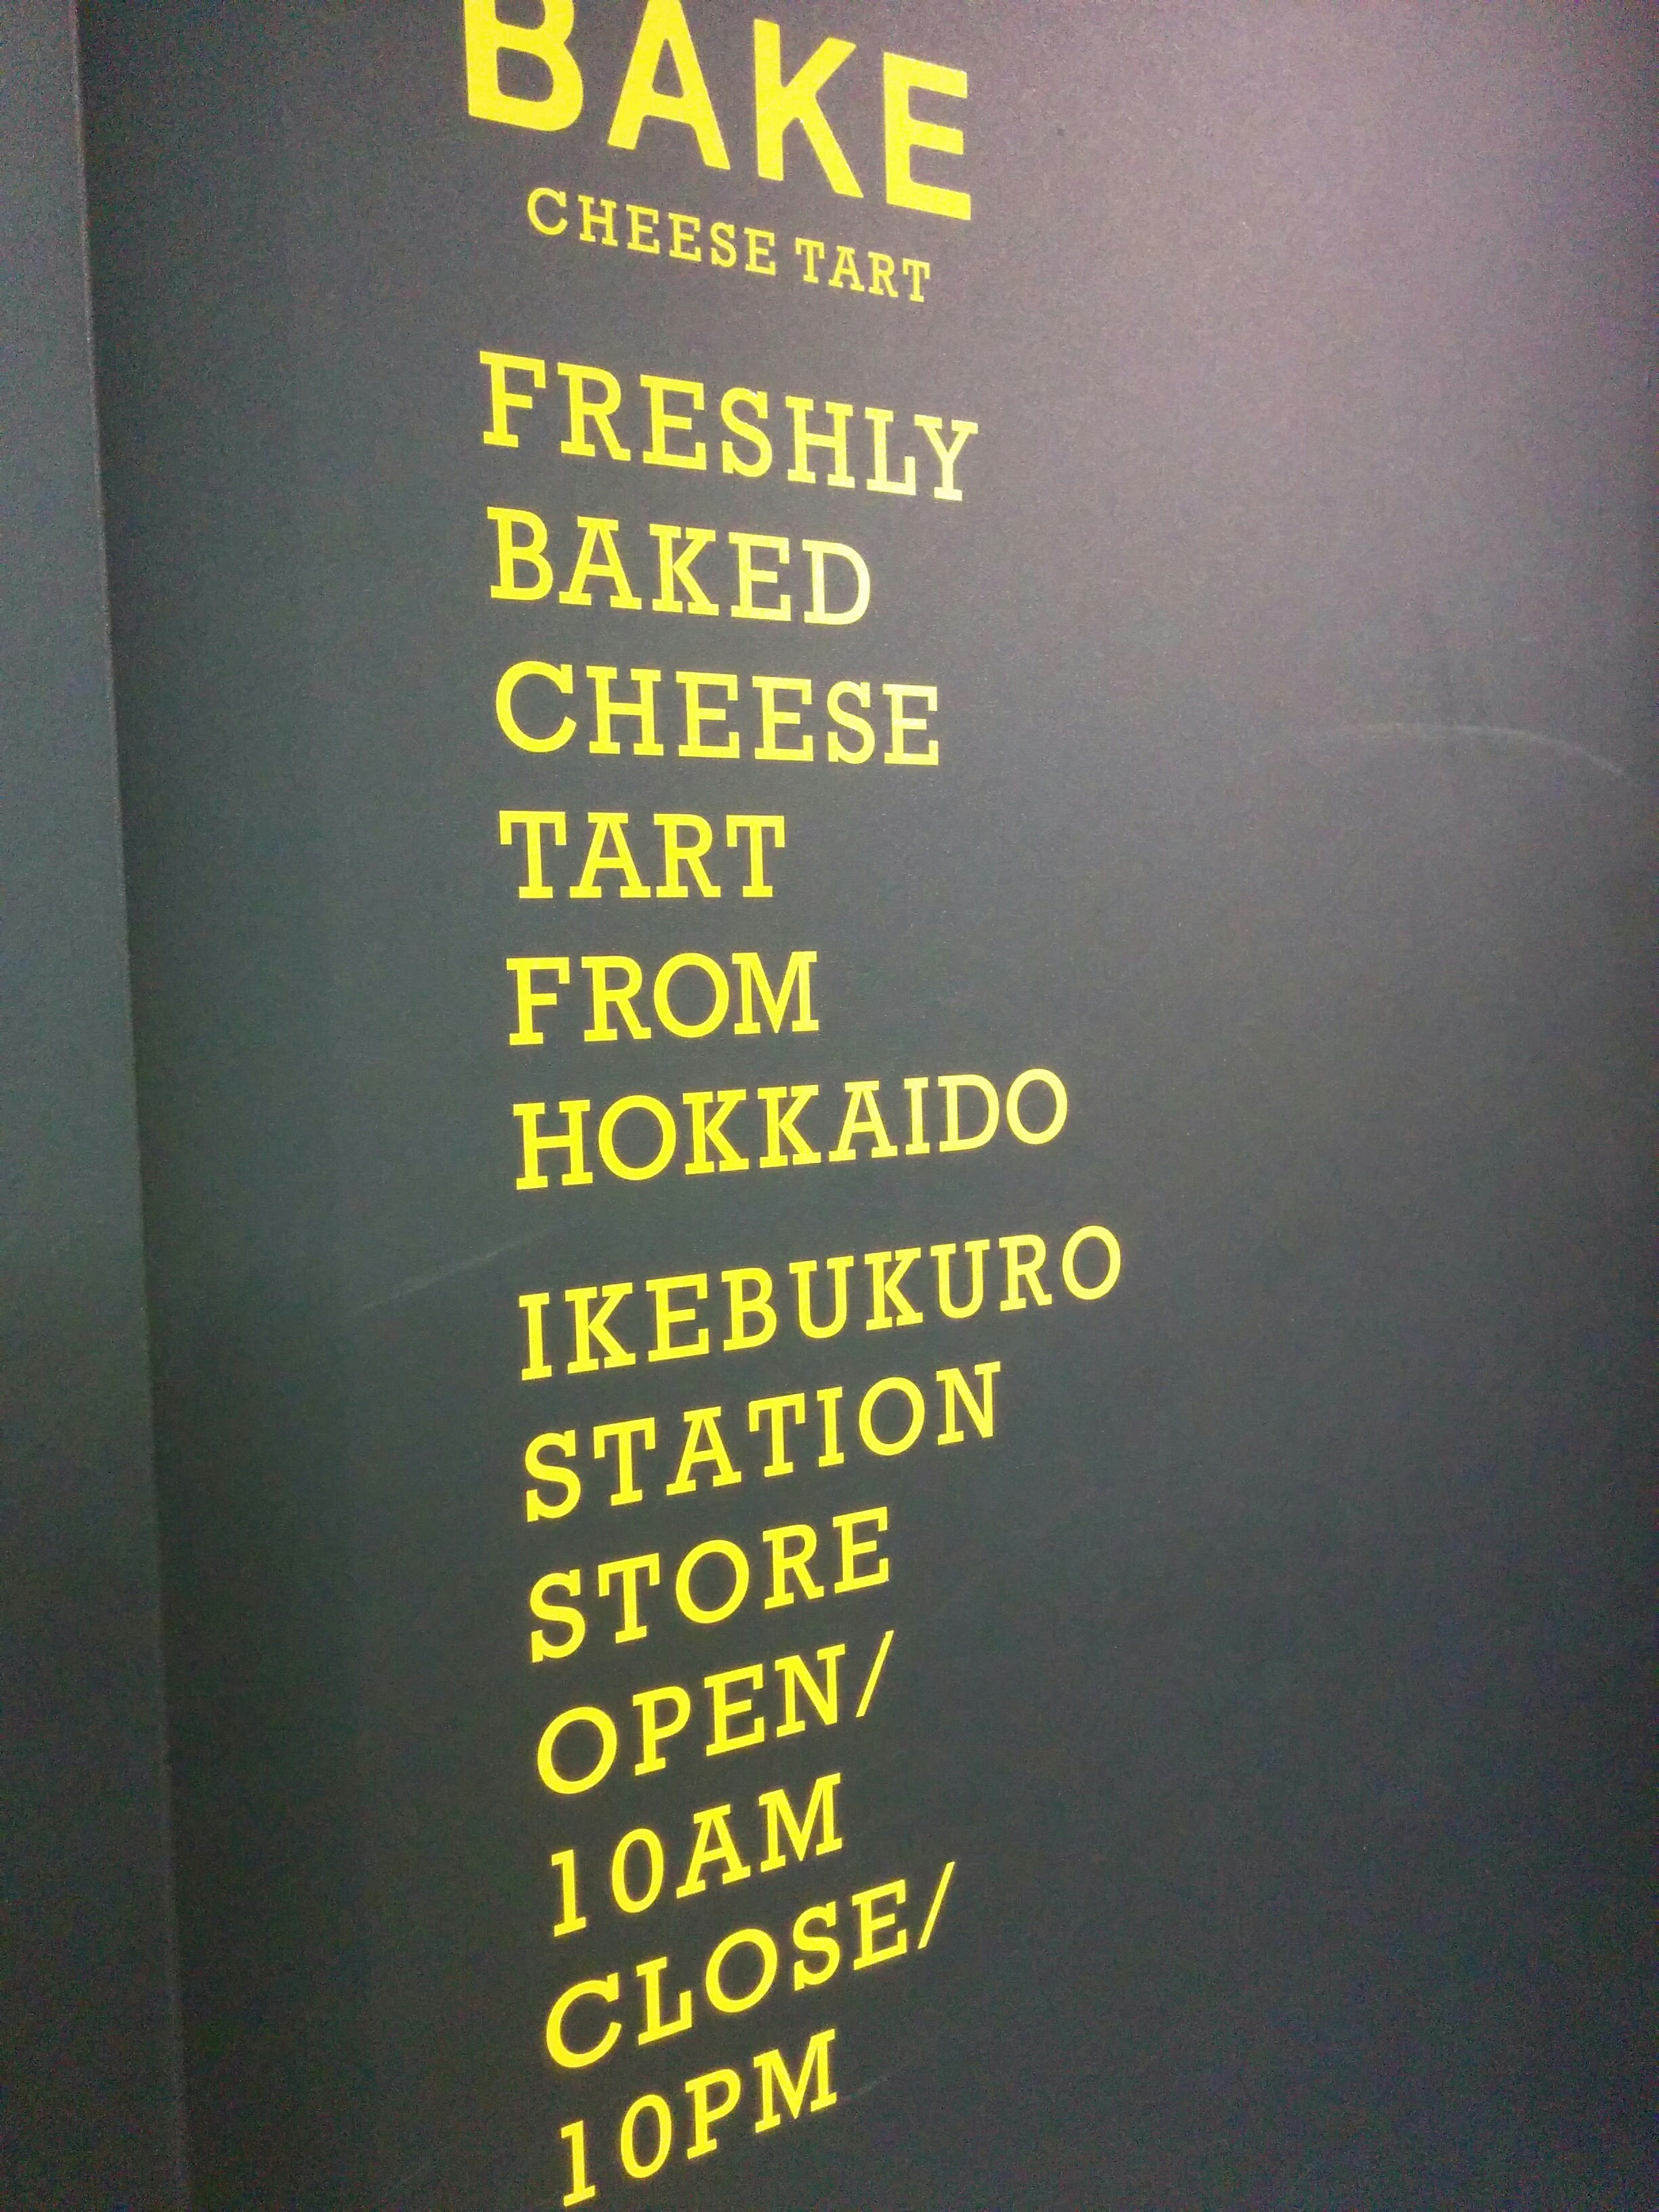 BAKE
CHEESE TART
FRESHLY
BAKED
CHEESE
TART
FROM
HOKKAIDO
IKEBUKURO
STATION
STORE
OPEN/
10AM
CLOSE/
10PM